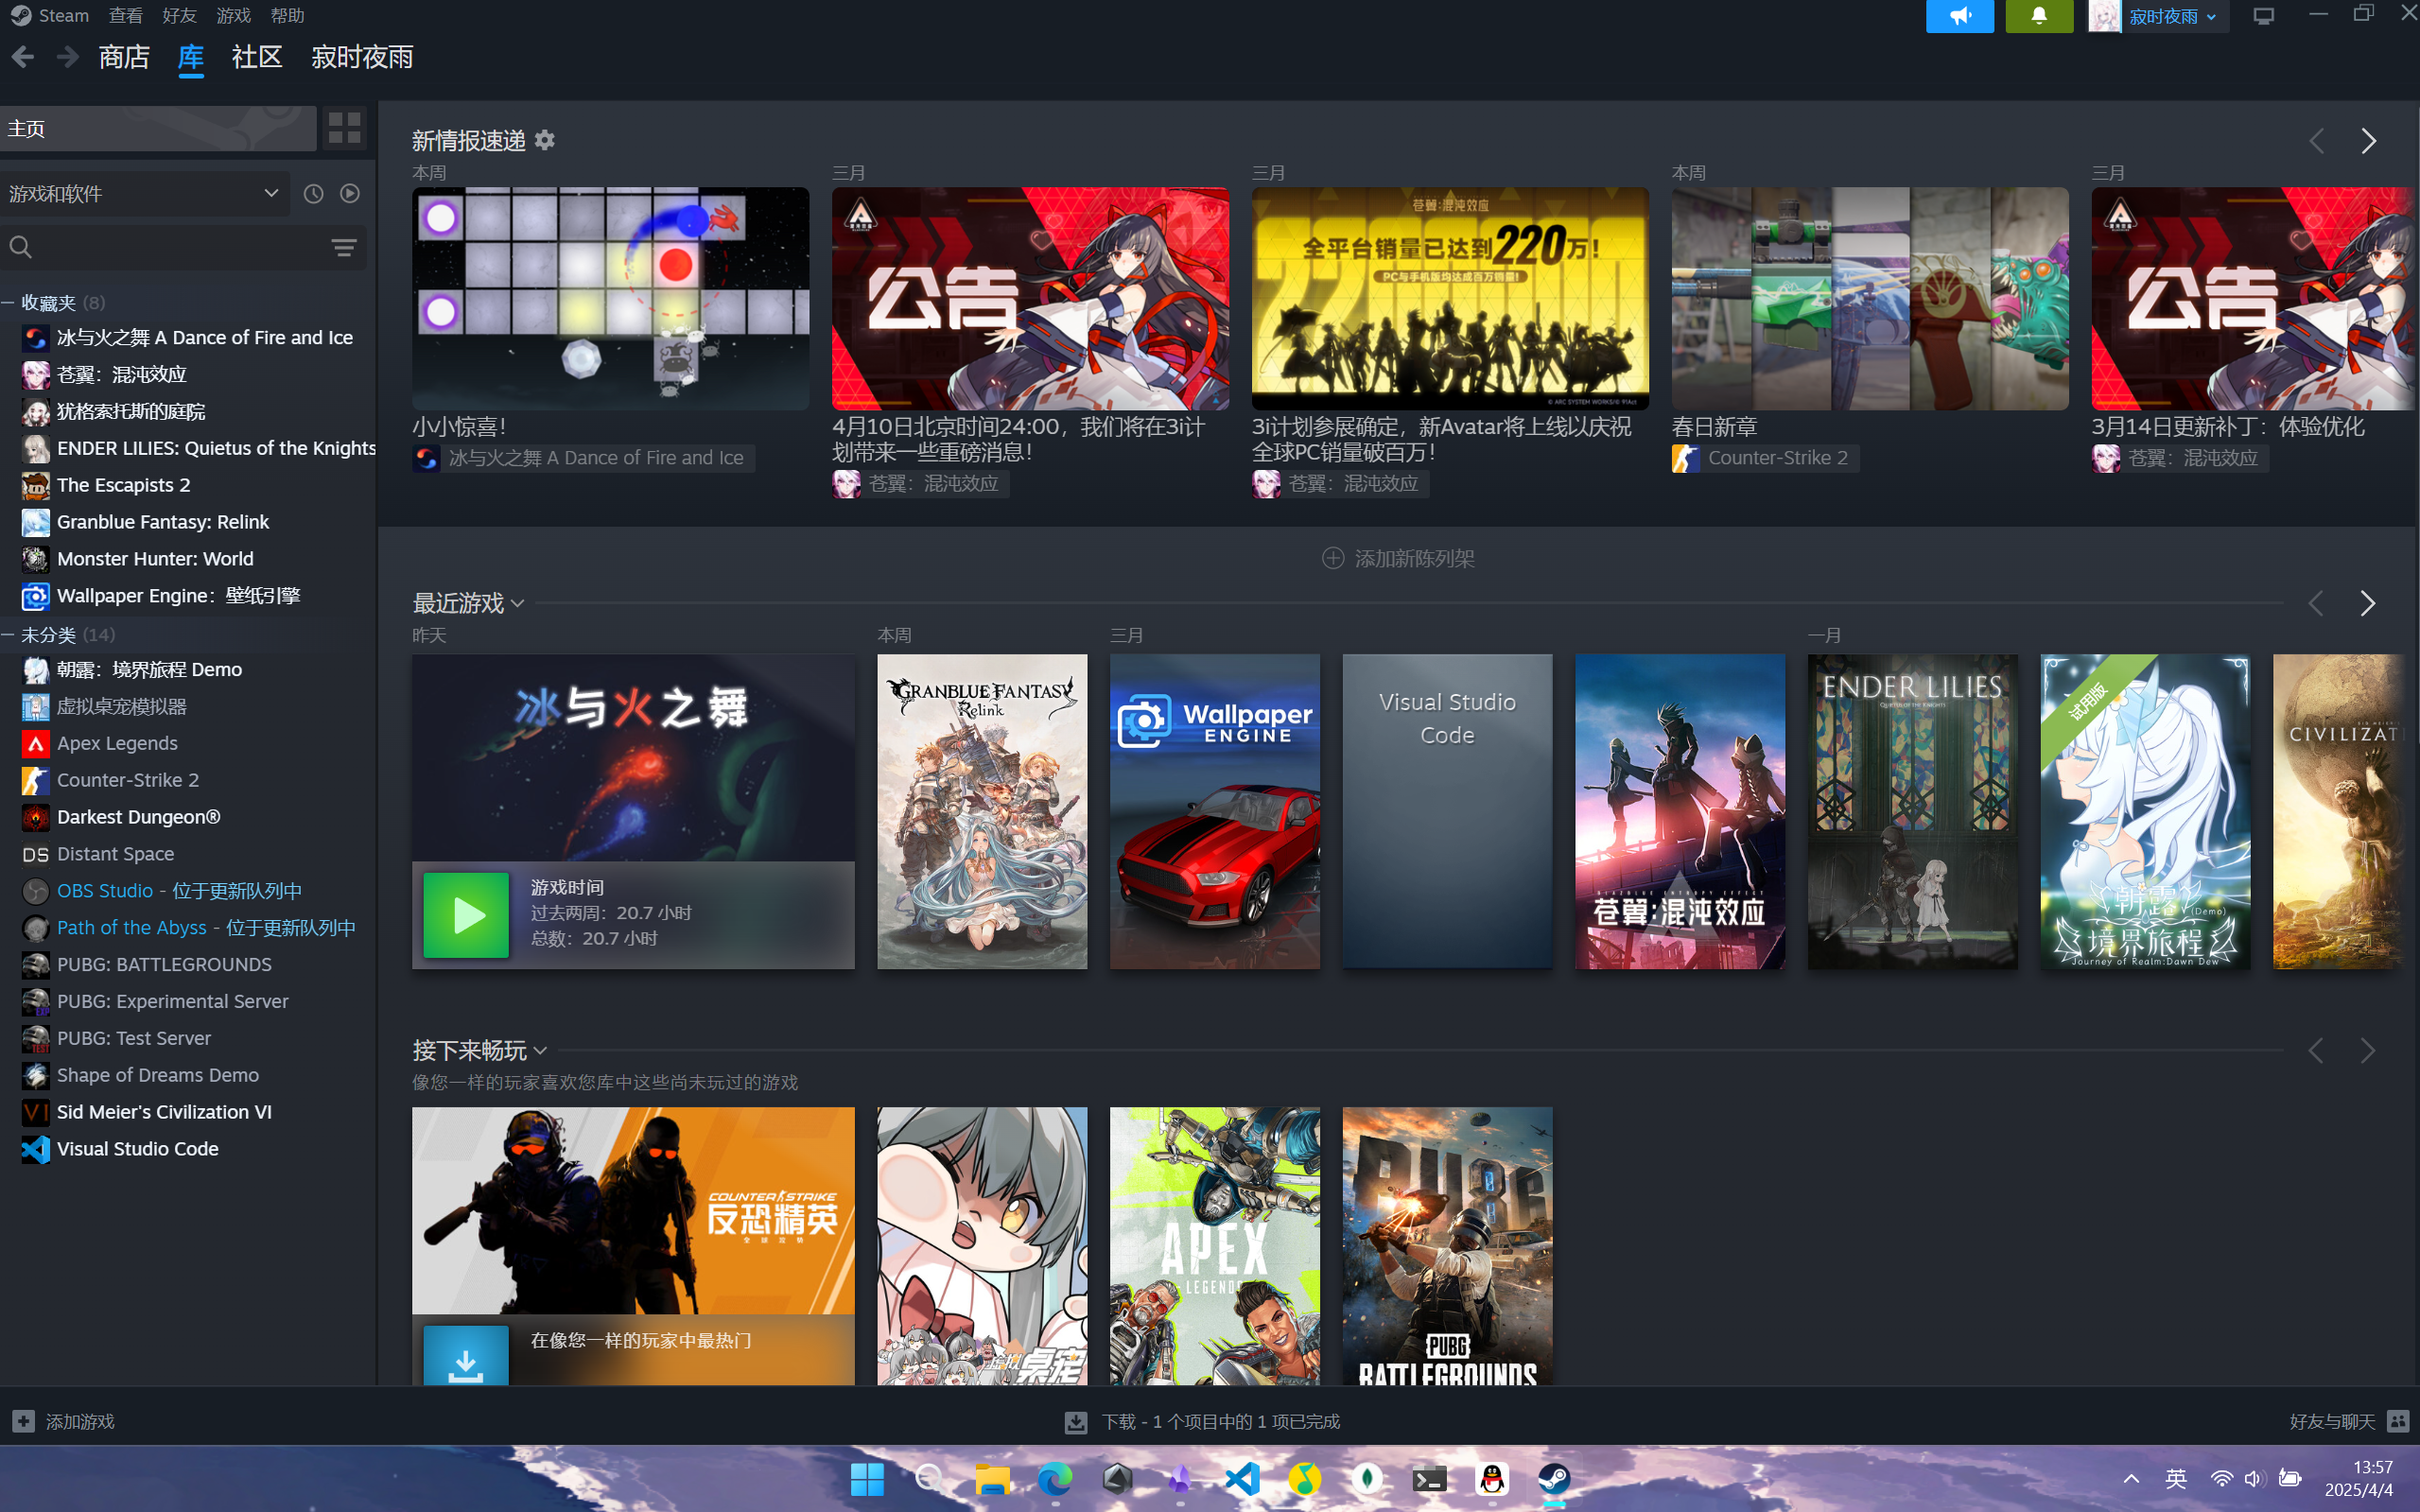 Steam 查看 好友 游戏 帮助
寂时夜雨
商店 库 社区 寂时夜雨
主页
游戏和软件
收藏夹 (8)
冰与火之舞 A Dance of Fire and Ice
苍翼：混沌效应
犹格索托斯的庭院
ENDER LILIES: Quietus of the Knights
The Escapists 2
Granblue Fantasy: Relink
Monster Hunter: World
Wallpaper Engine：壁纸引擎
未分类 (14)
朝露：境界旅程 Demo
虚拟桌宠模拟器
Apex Legends
Counter-Strike 2
Darkest Dungeon®
DS Distant Space
OBS Studio - 位于更新队列中
Path of the Abyss - 位于更新队列中
PUBG: BATTLEGROUNDS
PUBG: Experimental Server
PUBG: Test Server
Shape of Dreams Demo
VI Sid Meier's Civilization VI
Visual Studio Code
新情报速递
本周
小小惊喜！
冰与火之舞 A Dance of Fire and Ice
三月
公告
4月10日北京时间24:00，我们将在3i计
划带来一些重磅消息！
苍翼：混沌效应
三月
苍翼:混沌效应
全平台销量已达到220万!
PC与手机版均达成百万销量!
© ARC SYSTEM WORKS/© 91Act
3i计划参展确定，新Avatar将上线以庆祝
全球PC销量破百万！
苍翼：混沌效应
本周
春日新章
Counter-Strike 2
三月
公告
3月14日更新补丁：体验优化
苍翼：混沌效应
添加新陈列架
最近游戏
昨天
冰与火之舞
游戏时间
过去两周：20.7 小时
总数：20.7 小时
本周
GRANBLUE FANTASY
Relink
三月
Wallpaper
ENGINE
Visual Studio
Code
BLAZBLUE ENTROPY EFFECT
苍翼:混沌效应
一月
ENDER LILIES
QUIETUS OF THE KNIGHTS
试用版
朝露
(Demo)
境界旅程
Journey of Realm:Dawn Dew
SID MEIER'S
CIVILIZAT
接下来畅玩
像您一样的玩家喜欢您库中这些尚未玩过的游戏
COUNTER STRIKE
反恐精英
全球攻势
在像您一样的玩家中最热门
虚拟桌宠
APEX
LEGENDS
PUBG
PUBG
BATTLEGROUNDS
添加游戏
下载 - 1 个项目中的 1 项已完成
好友与聊天
英
13:57
2025/4/4